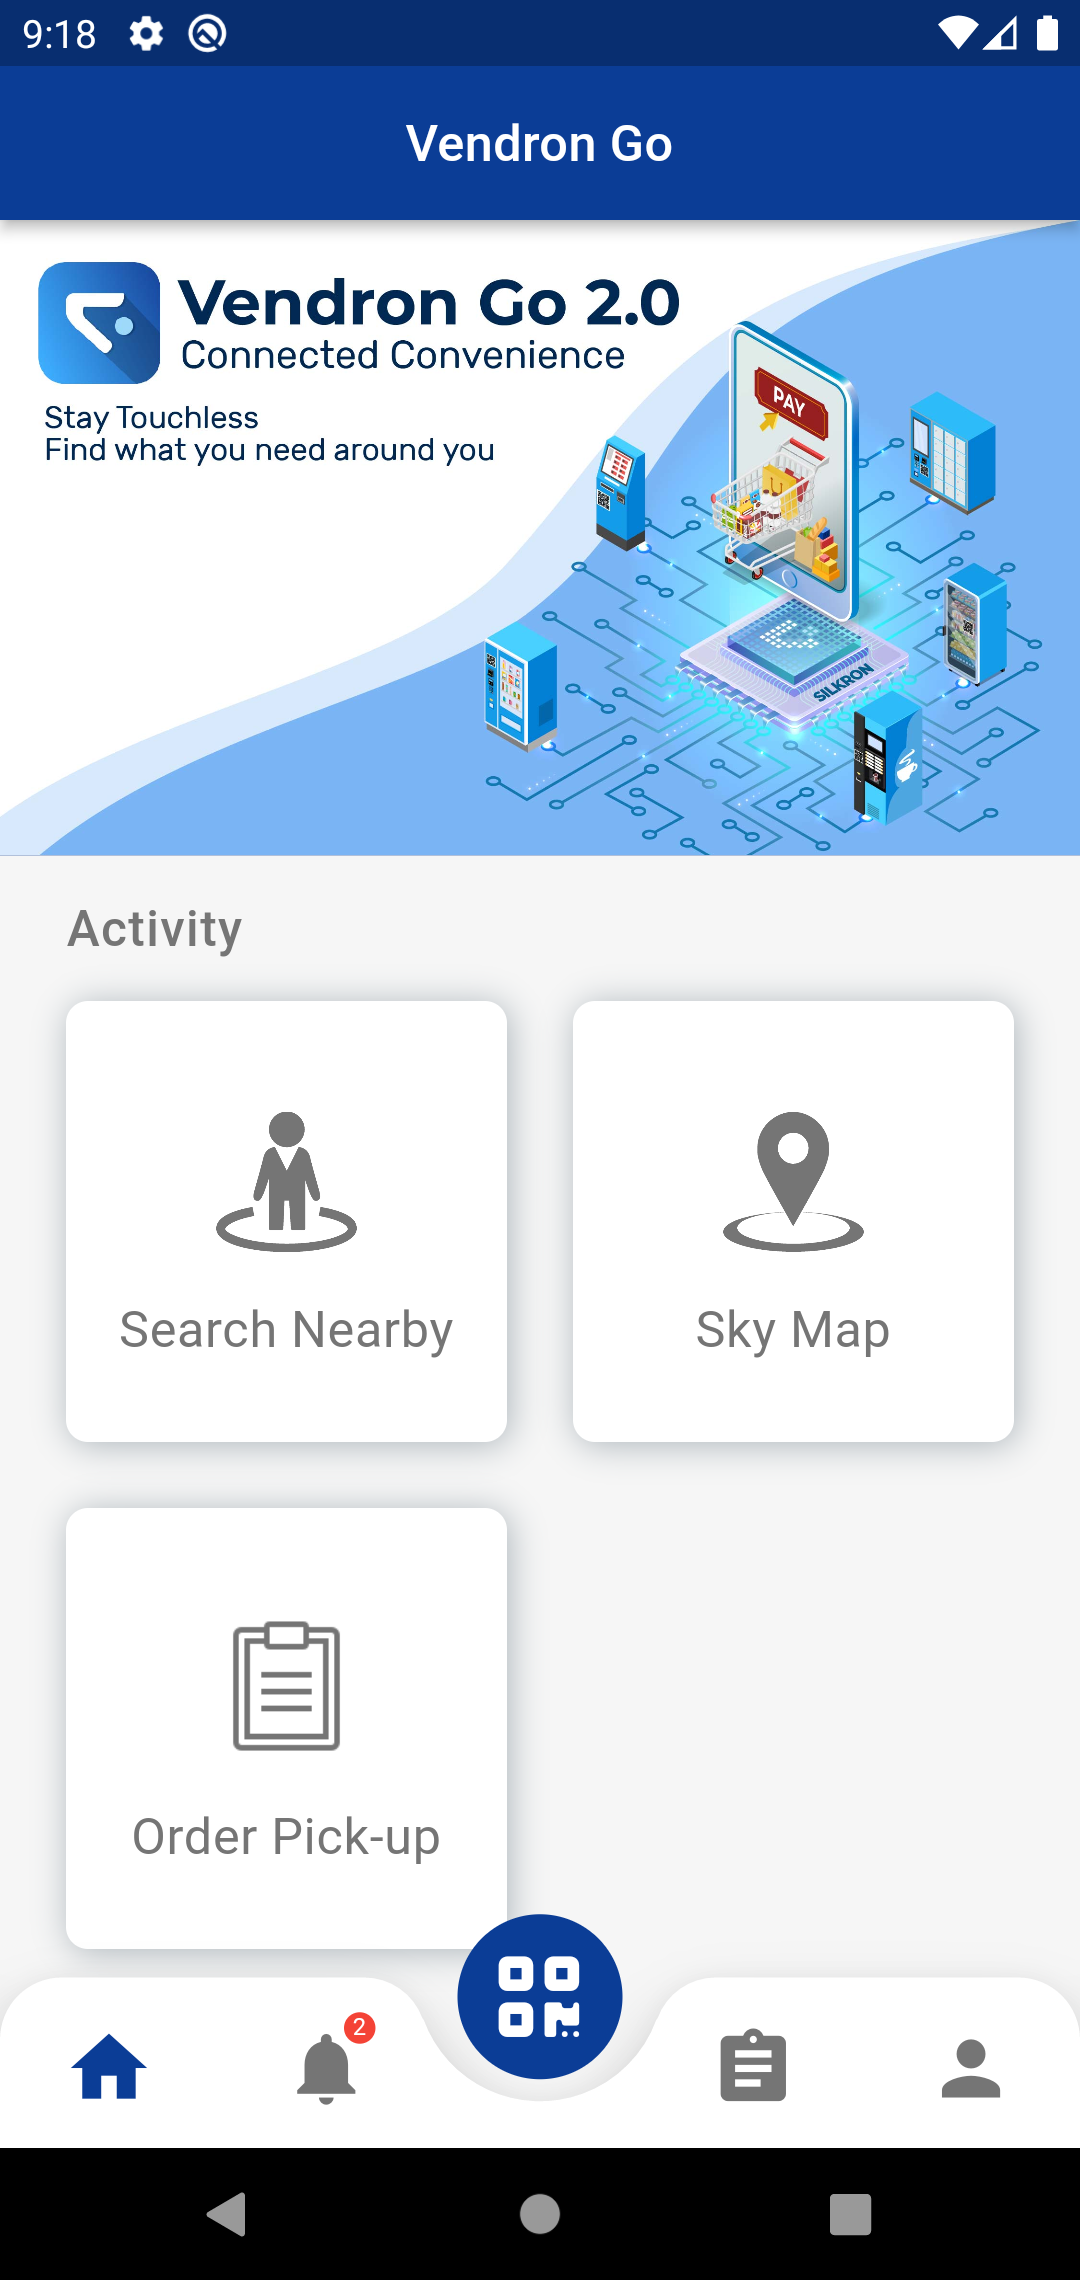 9:18
Vendron Go
Vendron Go 2.0
Connected Convenience
Stay Touchless
Find what you need around you
PAY
SILKRON
Activity
Search Nearby
Sky Map
Order Pick-up
2